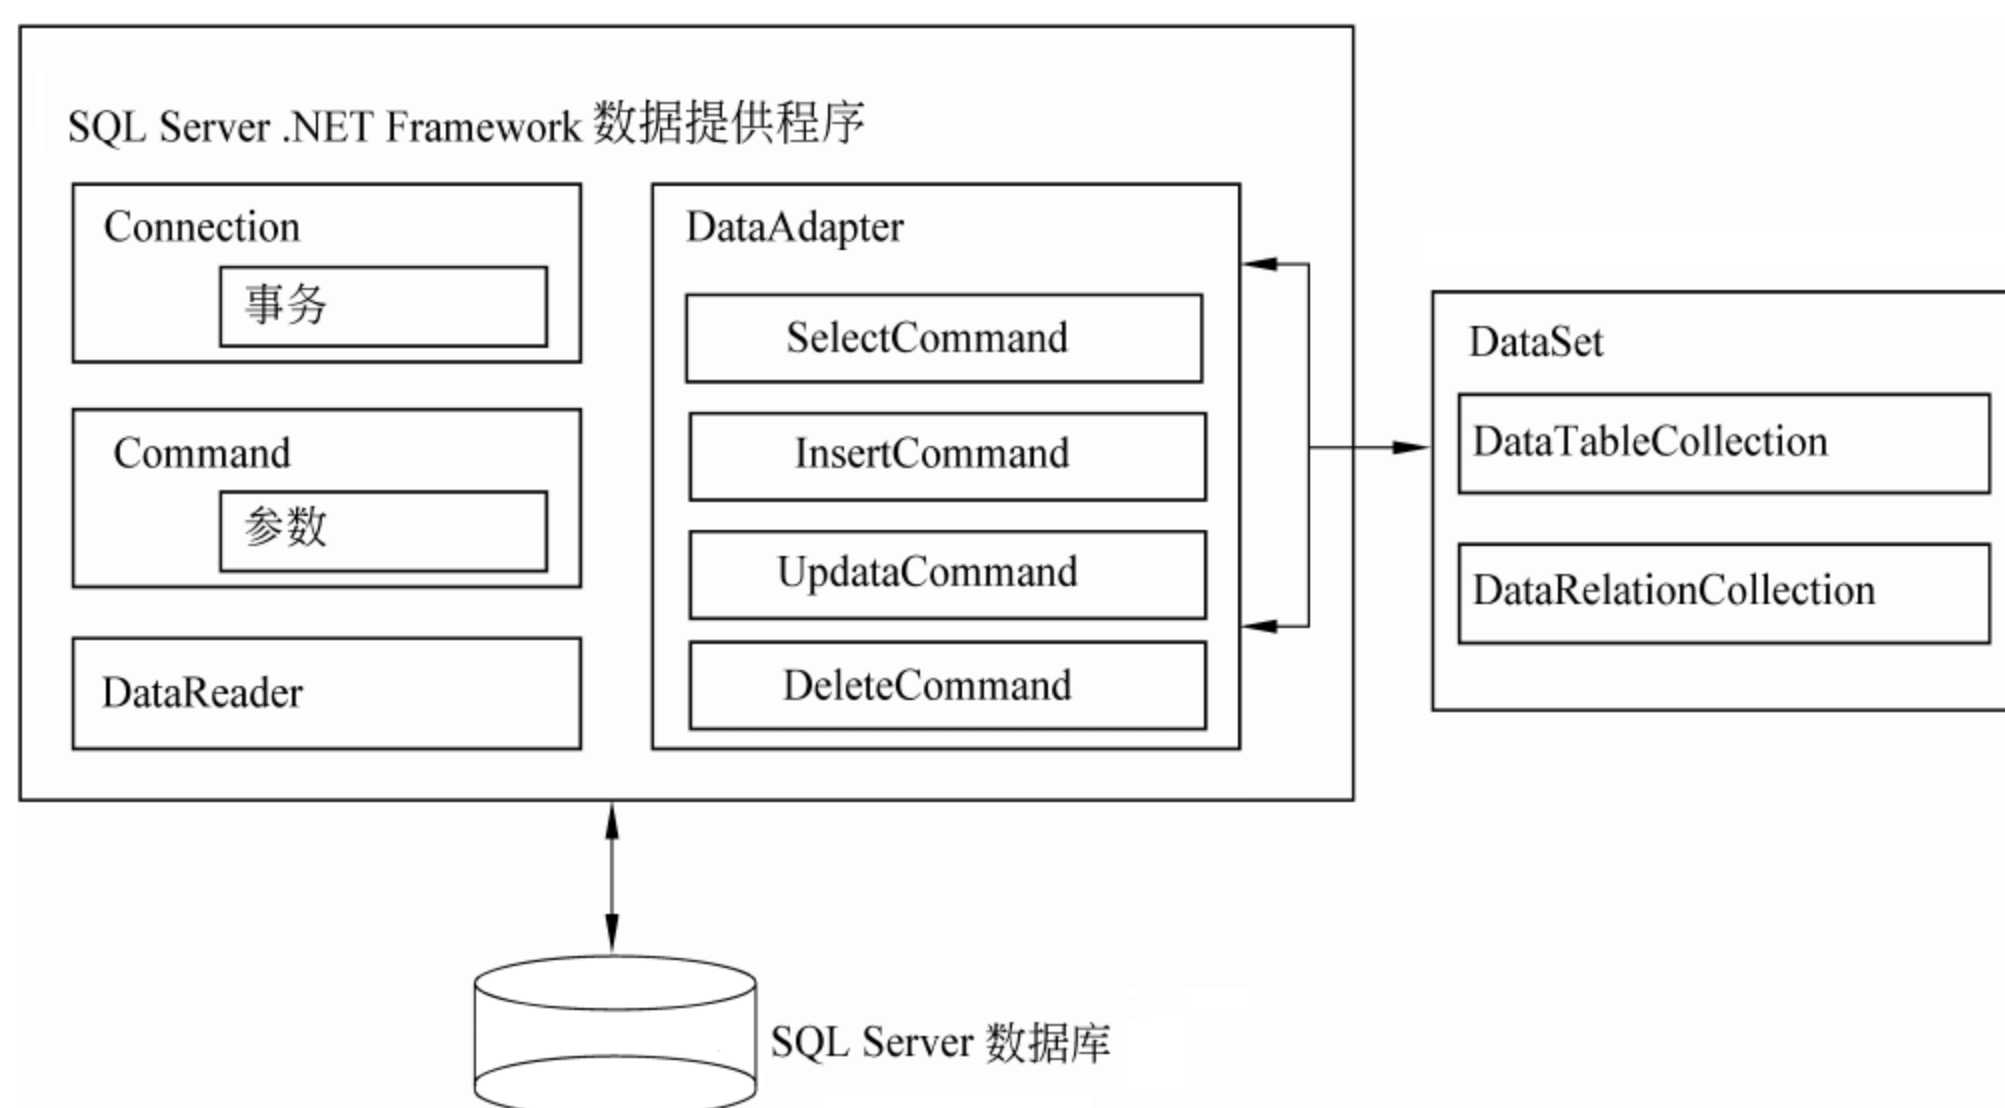 SQL Server .NET Framework 数据提供程序
Connection
事务
Command
参数
DataReader
DataAdapter
SelectCommand
InsertCommand
UpdataCommand
DeleteCommand
DataSet
DataTableCollection
DataRelationCollection
SQL Server 数据库